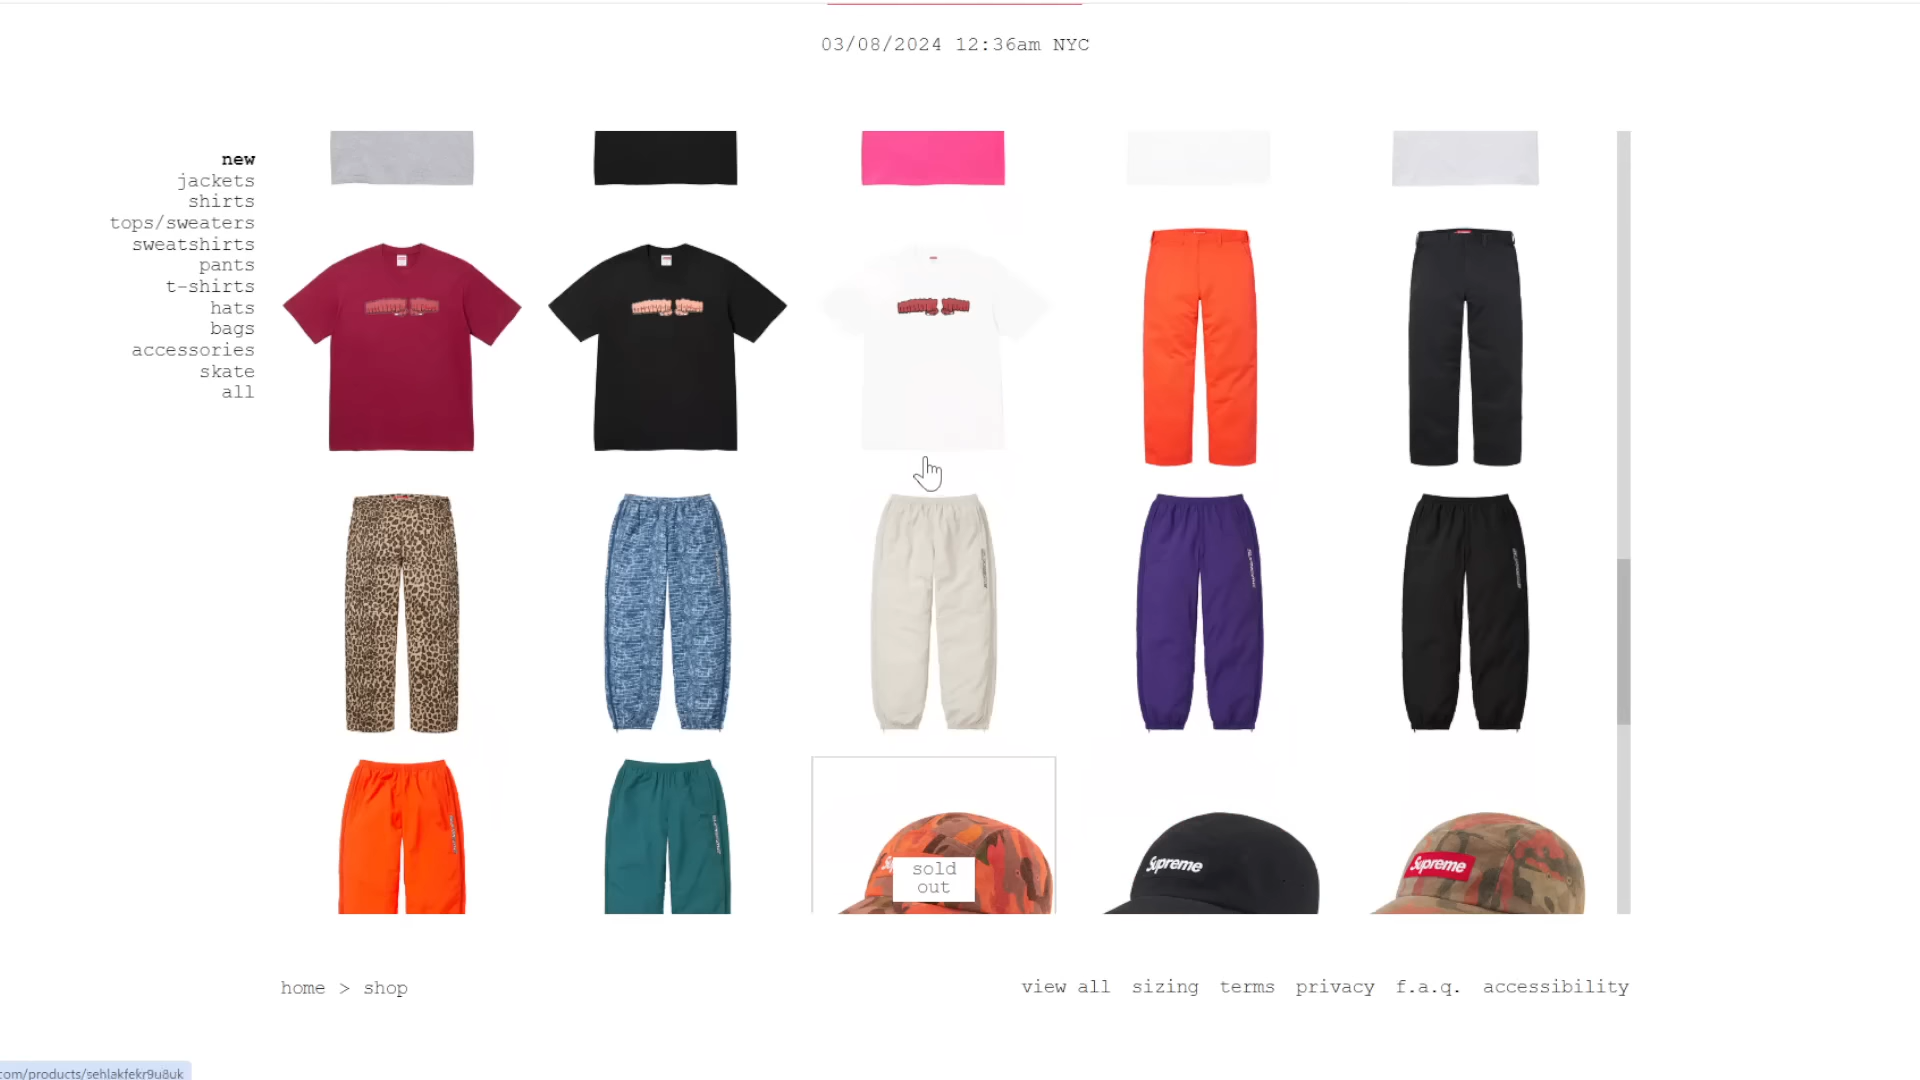 03/08/2024 12:36am NYC
new
jackets
shirts
tops/sweaters
sweatshirts
pants
t-shirts
hats
bags
accessories
skate
all
sold
out
Supreme
Supreme
home > shop
view all sizing terms privacy f.a.q. accessibility
com/products/sehlakfekr9u8uk